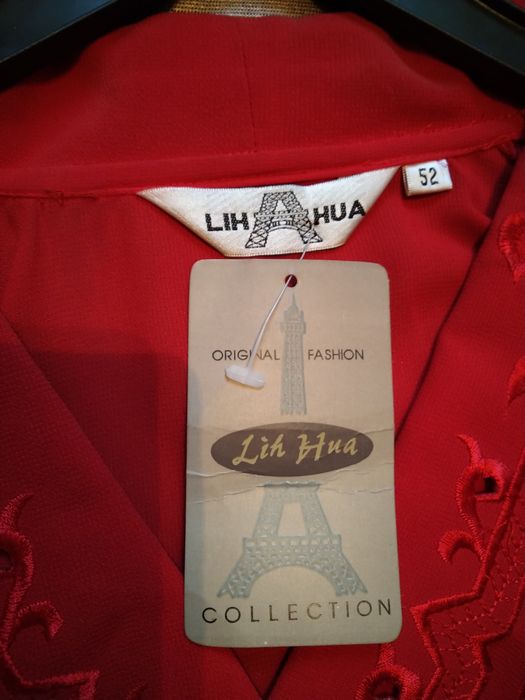 LIH HUA
52
ORIGINAL FASHION
Lih Hua
COLLECTION